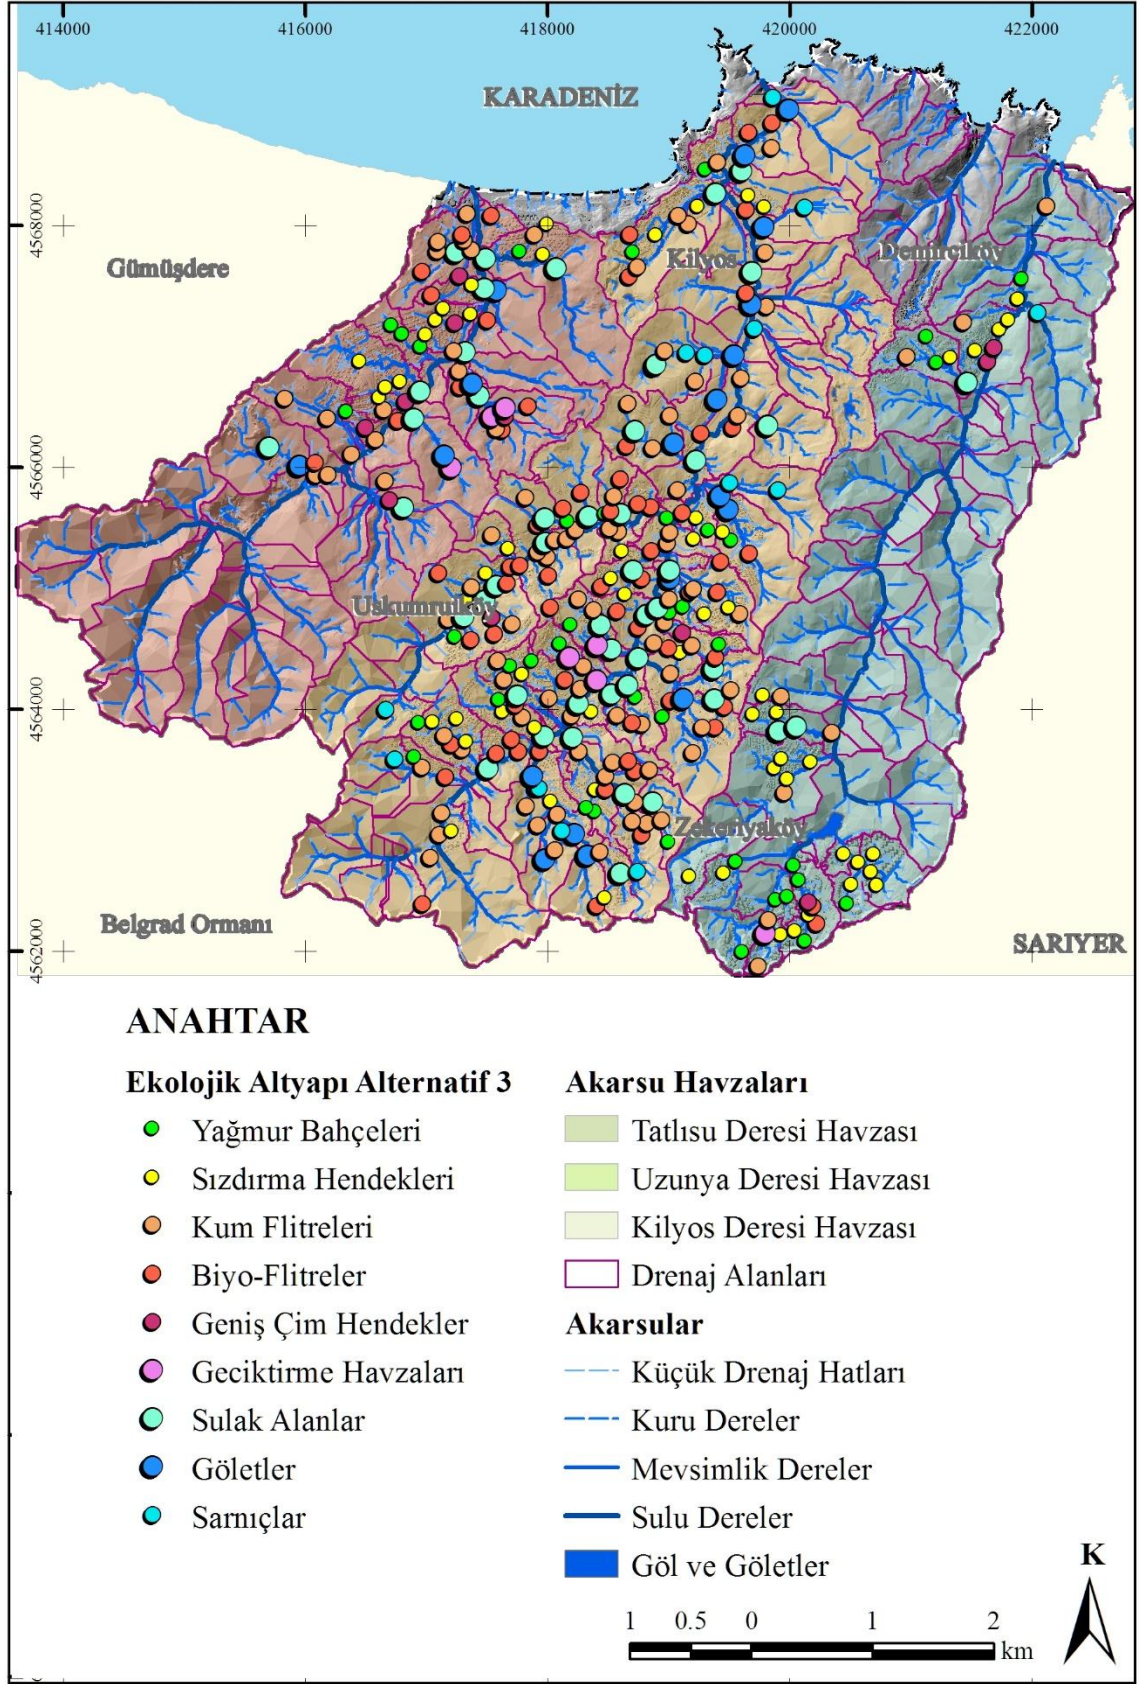 414000 416000 418000 420000 422000
KARADENİZ
4568000
Gümüşdere
Kilyos
Demirciköy
4566000
Uskumruiköy
4564000
Zekeriyaköy
Belgrad Ormanı
SARIYER
4562000
ANAHTAR
Ekolojik Altyapı Alternatif 3
Yağmur Bahçeleri
Sızdırma Hendekleri
Kum Flitreleri
Biyo-Flitreler
Geniş Çim Hendekler
Geciktirme Havzaları
Sulak Alanlar
Göletler
Sarnıçlar
Akarsu Havzaları
Tatlısu Deresi Havzası
Uzunya Deresi Havzası
Kilyos Deresi Havzası
Drenaj Alanları
Akarsular
Küçük Drenaj Hatları
Kuru Dereler
Mevsimlik Dereler
Sulu Dereler
Göl ve Göletler
K
1 0.5 0 1 2
km